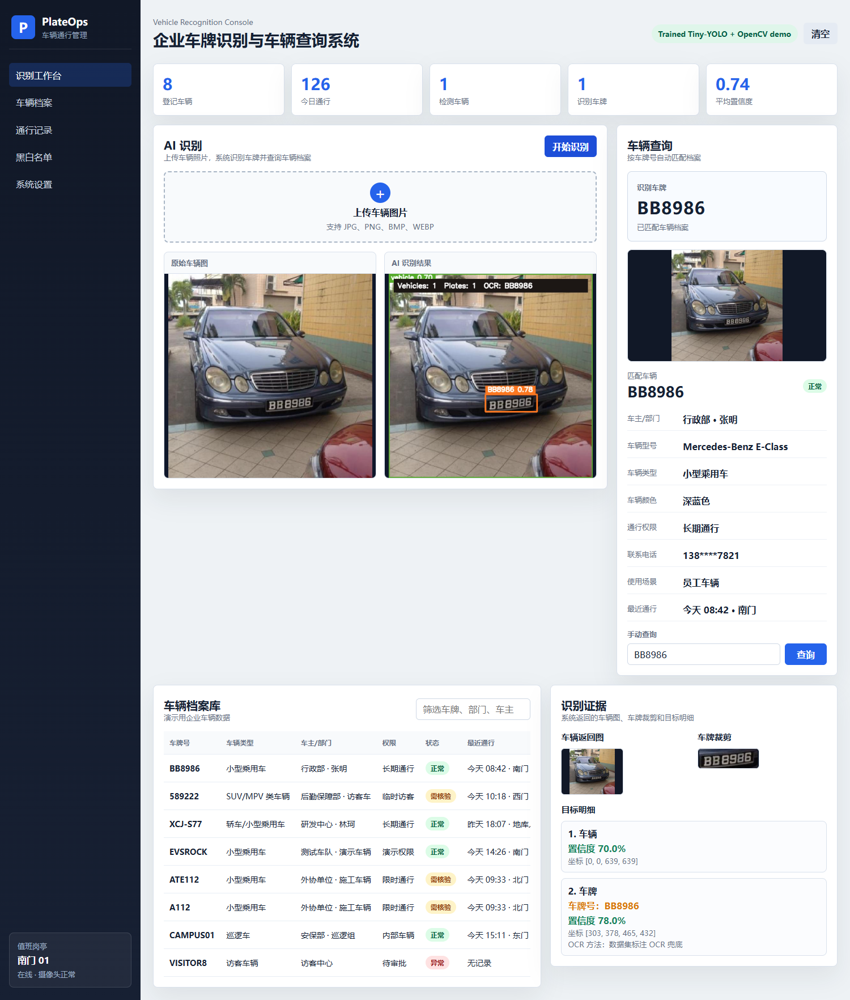 P
PlateOps
车辆通行管理
识别工作台
车辆档案
通行记录
黑白名单
系统设置
值班岗亭
南门 01
在线 · 摄像头正常
Vehicle Recognition Console
企业车牌识别与车辆查询系统
Trained Tiny-YOLO + OpenCV demo
清空
8
登记车辆
126
今日通行
1
检测车辆
1
识别车牌
0.74
平均置信度
AI 识别
上传车辆照片，系统识别车牌并查询车辆档案
开始识别
+
上传车辆图片
支持 JPG、PNG、BMP、WEBP
原始车辆图
BB8986
AI 识别结果
vehicle 0.70
Vehicles: 1 Plates: 1 OCR: BB8986
BB8986 0.78
BB8986
车辆查询
按车牌号自动匹配档案
识别车牌
BB8986
已匹配车辆档案
BB8986
匹配车辆
BB8986
正常
车主/部门 行政部 • 张明
车辆型号 Mercedes-Benz E-Class
车辆类型 小型乘用车
车辆颜色 深蓝色
通行权限 长期通行
联系电话 138****7821
使用场景 员工车辆
最近通行 今天 08:42 • 南门
手动查询
BB8986
查询
车辆档案库
演示用企业车辆数据
筛选车牌、部门、车主
车牌号 车辆类型 车主/部门 权限 状态 最近通行
BB8986 小型乘用车 行政部 · 张明 长期通行 正常 今天 08:42 · 南门
589222 SUV/MPV 类车辆 后勤保障部 · 访客车 临时访客 需核验 今天 10:18 · 西门
XCJ-S77 轿车/小型乘用车 研发中心 · 林珂 长期通行 正常 昨天 18:07 · 地库
EVSROCK 小型乘用车 测试车队 · 演示车辆 演示权限 正常 今天 14:26 · 南门
ATE112 小型乘用车 外协单位 · 施工车辆 限时通行 需核验 今天 09:33 · 北门
A112 小型乘用车 外协单位 · 施工车辆 限时通行 需核验 今天 09:33 · 北门
CAMPUS01 巡逻车 安保部 · 巡逻组 内部车辆 正常 今天 15:11 · 东门
VISITOR8 访客车辆 访客中心 待审批 异常 无记录
识别证据
系统返回的车辆图、车牌裁剪和目标明细
车辆返回图
车牌裁剪
BB8986
目标明细
1. 车辆
置信度 70.0%
坐标 [0, 0, 639, 639]
2. 车牌
车牌号：BB8986
置信度 78.0%
坐标 [303, 378, 465, 432]
OCR 方法：数据集标注 OCR 兜底